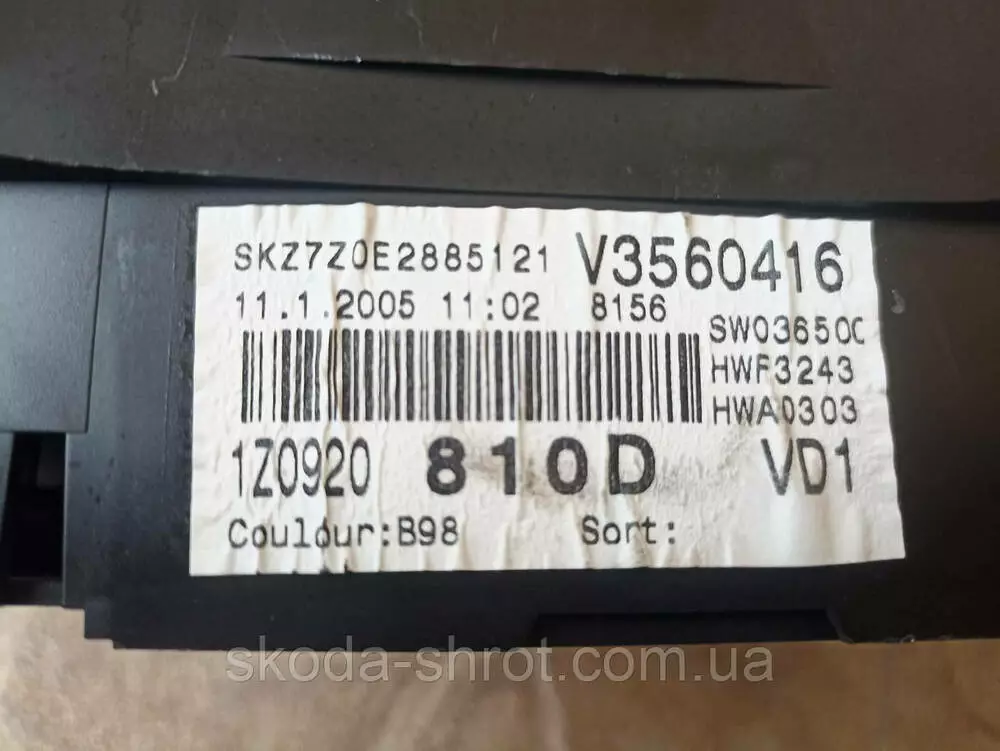 SKZ7Z0E2885121 V3560416
11.1.2005 11:02 8156 SW03650C
HWF3243
HWA0303
1Z0920 810D VD1
Coulour:B98 Sort:
skoda-shrot.com.ua